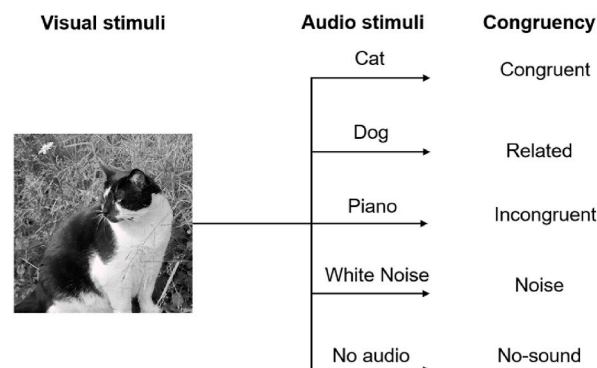 Visual stimuli Audio stimuli Congruency
Cat Congruent
Dog Related
Piano Incongruent
White Noise Noise
No audio No-sound